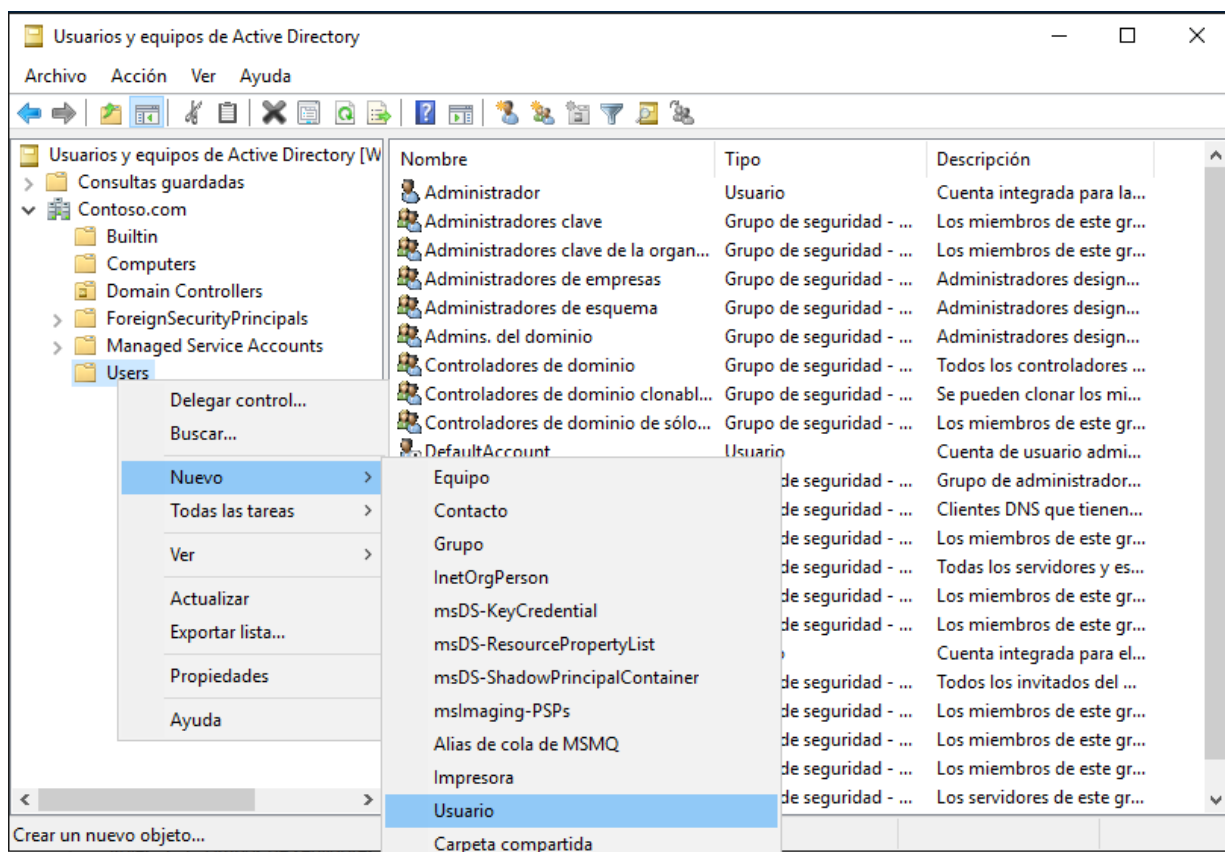 Usuarios y equipos de Active Directory
Archivo Acción Ver Ayuda
Usuarios y equipos de Active Directory [W
Consultas guardadas
Contoso.com
Builtin
Computers
Domain Controllers
ForeignSecurityPrincipals
Managed Service Accounts
Users
Delegar control...
Buscar...
Nuevo
Todas las tareas
Ver
Actualizar
Exportar lista...
Propiedades
Ayuda
Equipo
Contacto
Grupo
InetOrgPerson
msDS-KeyCredential
msDS-ResourcePropertyList
msDS-ShadowPrincipalContainer
msImaging-PSPs
Alias de cola de MSMQ
Impresora
Usuario
Carpeta compartida
Nombre Tipo Descripción
Administrador Usuario Cuenta integrada para la...
Administradores clave Grupo de seguridad - ... Los miembros de este gr...
Administradores clave de la organ... Grupo de seguridad - ... Los miembros de este gr...
Administradores de empresas Grupo de seguridad - ... Administradores design...
Administradores de esquema Grupo de seguridad - ... Administradores design...
Admins. del dominio Grupo de seguridad - ... Administradores design...
Controladores de dominio Grupo de seguridad - ... Todos los controladores ...
Controladores de dominio clonabl... Grupo de seguridad - ... Se pueden clonar los mi...
Controladores de dominio de sólo... Grupo de seguridad - ... Los miembros de este gr...
DefaultAccount Usuario Cuenta de usuario admi...
de seguridad - ... Grupo de administrador...
de seguridad - ... Clientes DNS que tienen...
de seguridad - ... Los miembros de este gr...
de seguridad - ... Todas los servidores y es...
de seguridad - ... Los miembros de este gr...
de seguridad - ... Los miembros de este gr...
Cuenta integrada para el...
de seguridad - ... Todos los invitados del ...
de seguridad - ... Los miembros de este gr...
de seguridad - ... Los miembros de este gr...
de seguridad - ... Los miembros de este gr...
de seguridad - ... Los servidores de este gr...
Crear un nuevo objeto...